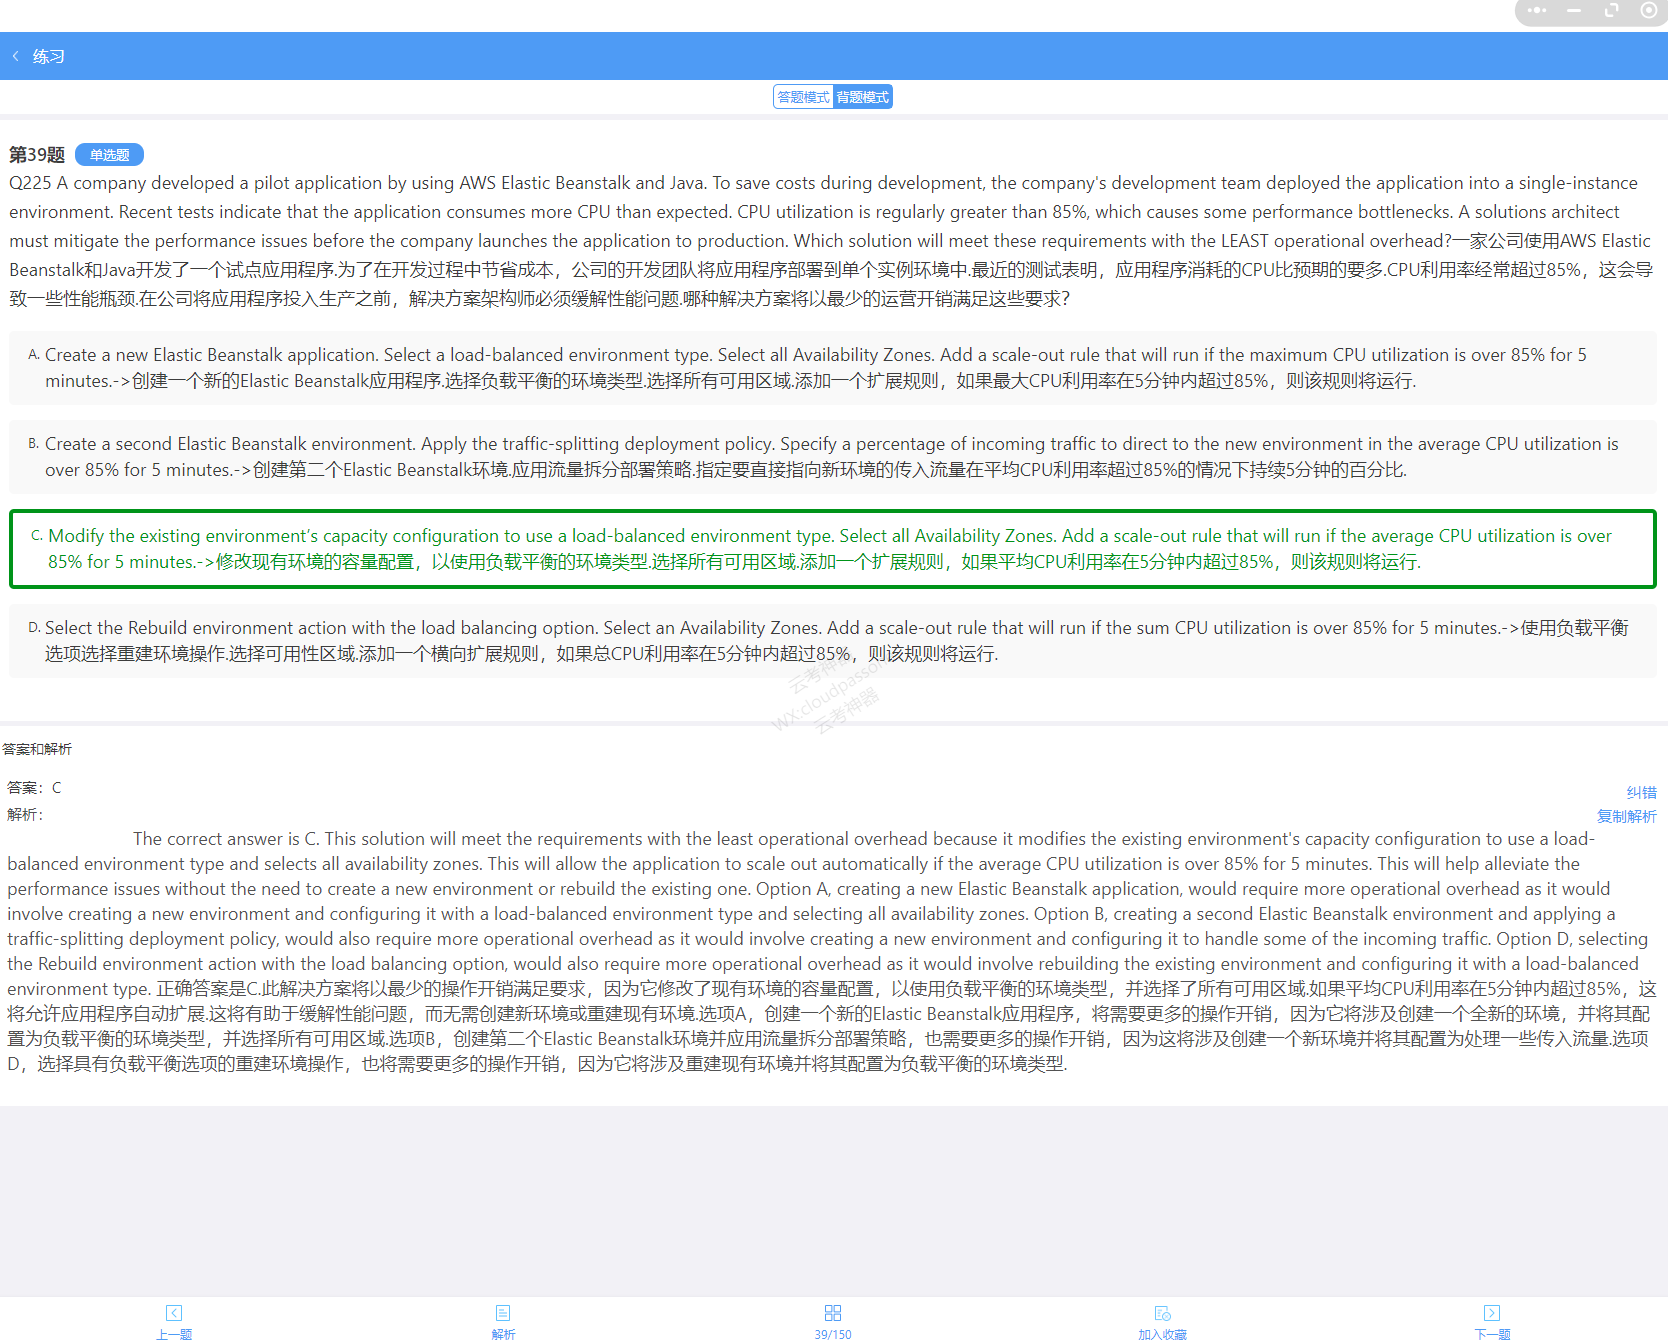 练习
答题模式 背题模式
第39题 单选题
Q225 A company developed a pilot application by using AWS Elastic Beanstalk and Java. To save costs during development, the company's development team deployed the application into a single-instance
environment. Recent tests indicate that the application consumes more CPU than expected. CPU utilization is regularly greater than 85%, which causes some performance bottlenecks. A solutions architect
must mitigate the performance issues before the company launches the application to production. Which solution will meet these requirements with the LEAST operational overhead?一家公司使用AWS Elastic
Beanstalk和Java开发了一个试点应用程序.为了在开发过程中节省成本，公司的开发团队将应用程序部署到单个实例环境中.最近的测试表明，应用程序消耗的CPU比预期的要多.CPU利用率经常超过85%，这会导
致一些性能瓶颈.在公司将应用程序投入生产之前，解决方案架构师必须缓解性能问题.哪种解决方案将以最少的运营开销满足这些要求？
A. Create a new Elastic Beanstalk application. Select a load-balanced environment type. Select all Availability Zones. Add a scale-out rule that will run if the maximum CPU utilization is over 85% for 5
minutes.->创建一个新的Elastic Beanstalk应用程序.选择负载平衡的环境类型.选择所有可用区域.添加一个扩展规则，如果最大CPU利用率在5分钟内超过85%，则该规则将运行.
B. Create a second Elastic Beanstalk environment. Apply the traffic-splitting deployment policy. Specify a percentage of incoming traffic to direct to the new environment in the average CPU utilization is
over 85% for 5 minutes.->创建第二个Elastic Beanstalk环境.应用流量拆分部署策略.指定要直接指向新环境的传入流量在平均CPU利用率超过85%的情况下持续5分钟的百分比.
C. Modify the existing environment's capacity configuration to use a load-balanced environment type. Select all Availability Zones. Add a scale-out rule that will run if the average CPU utilization is over
85% for 5 minutes.->修改现有环境的容量配置，以使用负载平衡的环境类型.选择所有可用区域.添加一个扩展规则，如果平均CPU利用率在5分钟内超过85%，则该规则将运行.
D. Select the Rebuild environment action with the load balancing option. Select an Availability Zones. Add a scale-out rule that will run if the sum CPU utilization is over 85% for 5 minutes.->使用负载平衡
选项选择重建环境操作.选择可用性区域.添加一个横向扩展规则，如果总CPU利用率在5分钟内超过85%，则该规则将运行.
云考神器
WX:cloudpasson
云考神器
答案和解析
答案：C
纠错
解析：
复制解析
The correct answer is C. This solution will meet the requirements with the least operational overhead because it modifies the existing environment's capacity configuration to use a load-
balanced environment type and selects all availability zones. This will allow the application to scale out automatically if the average CPU utilization is over 85% for 5 minutes. This will help alleviate the
performance issues without the need to create a new environment or rebuild the existing one. Option A, creating a new Elastic Beanstalk application, would require more operational overhead as it would
involve creating a new environment and configuring it with a load-balanced environment type and selecting all availability zones. Option B, creating a second Elastic Beanstalk environment and applying a
traffic-splitting deployment policy, would also require more operational overhead as it would involve creating a new environment and configuring it to handle some of the incoming traffic. Option D, selecting
the Rebuild environment action with the load balancing option, would also require more operational overhead as it would involve rebuilding the existing environment and configuring it with a load-balanced
environment type. 正确答案是C.此解决方案将以最少的操作开销满足要求，因为它修改了现有环境的容量配置，以使用负载平衡的环境类型，并选择了所有可用区域.如果平均CPU利用率在5分钟内超过85%，这
将允许应用程序自动扩展.这将有助于缓解性能问题，而无需创建新环境或重建现有环境.选项A，创建一个新的Elastic Beanstalk应用程序，将需要更多的操作开销，因为它将涉及创建一个全新的环境，并将其配
置为负载平衡的环境类型，并选择所有可用区域.选项B，创建第二个Elastic Beanstalk环境并应用流量拆分部署策略，也需要更多的操作开销，因为这将涉及创建一个新环境并将其配置为处理一些传入流量.选项
D，选择具有负载平衡选项的重建环境操作，也将需要更多的操作开销，因为它将涉及重建现有环境并将其配置为负载平衡的环境类型.
上一题 解析 39/150 加入收藏 下一题